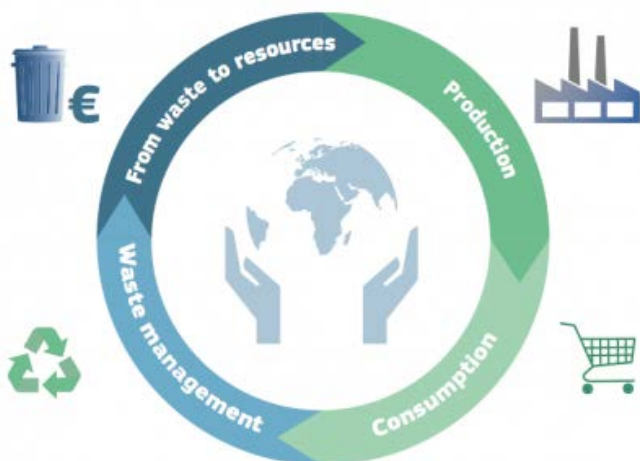 From waste to resources
Production
€
Waste management
Consumption